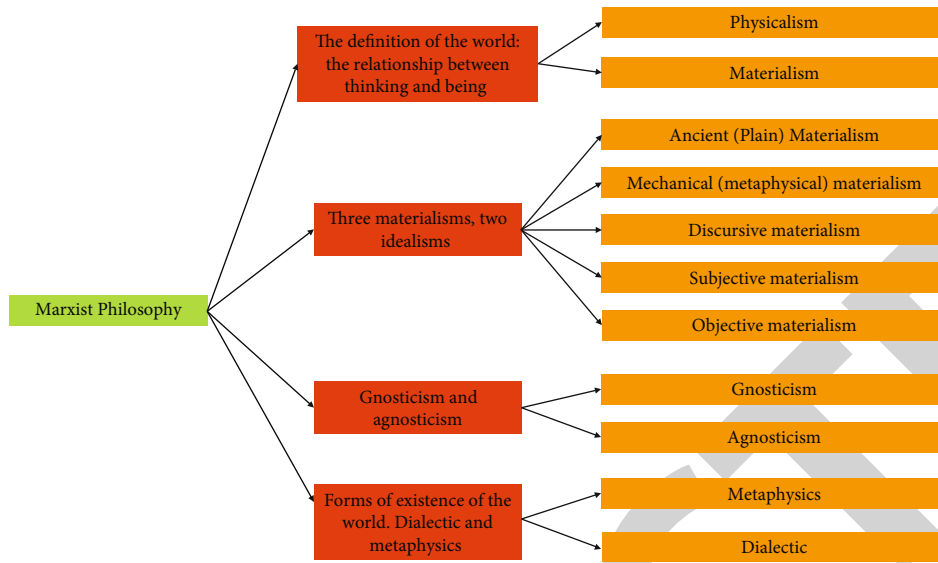 Marxist Philosophy
The definition of the world:
the relationship between
thinking and being
Physicalism
Materialism
Three materialisms, two
idealisms
Ancient (Plain) Materialism
Mechanical (metaphysical) materialism
Discursive materialism
Subjective materialism
Objective materialism
Gnosticism and
agnosticism
Gnosticism
Agnosticism
Forms of existence of the
world. Dialectic and
metaphysics
Metaphysics
Dialectic